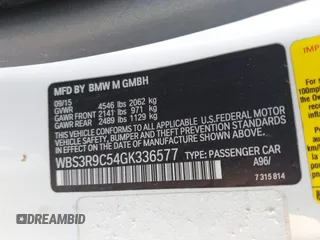 MFD. BY BMW M GMBH
09/15
GVWR 4546 lbs 2062 kg
GAWR FRONT 2141 lbs 971 kg
GAWR REAR 2489 lbs 1129 kg
THIS VEHICLE CONFORMS TO ALL APPLICABLE
U.S. FEDERAL MOTOR VEHICLE SAFETY, BUMPER,
AND THEFT PREVENTION STANDARDS IN EFFECT
ON THE DATE OF MANUFACTURE SHOWN ABOVE.
WBS3R9C54GK336577 TYPE: PASSENGER CAR
A96/
7 315 814
IMP
DREAMBID